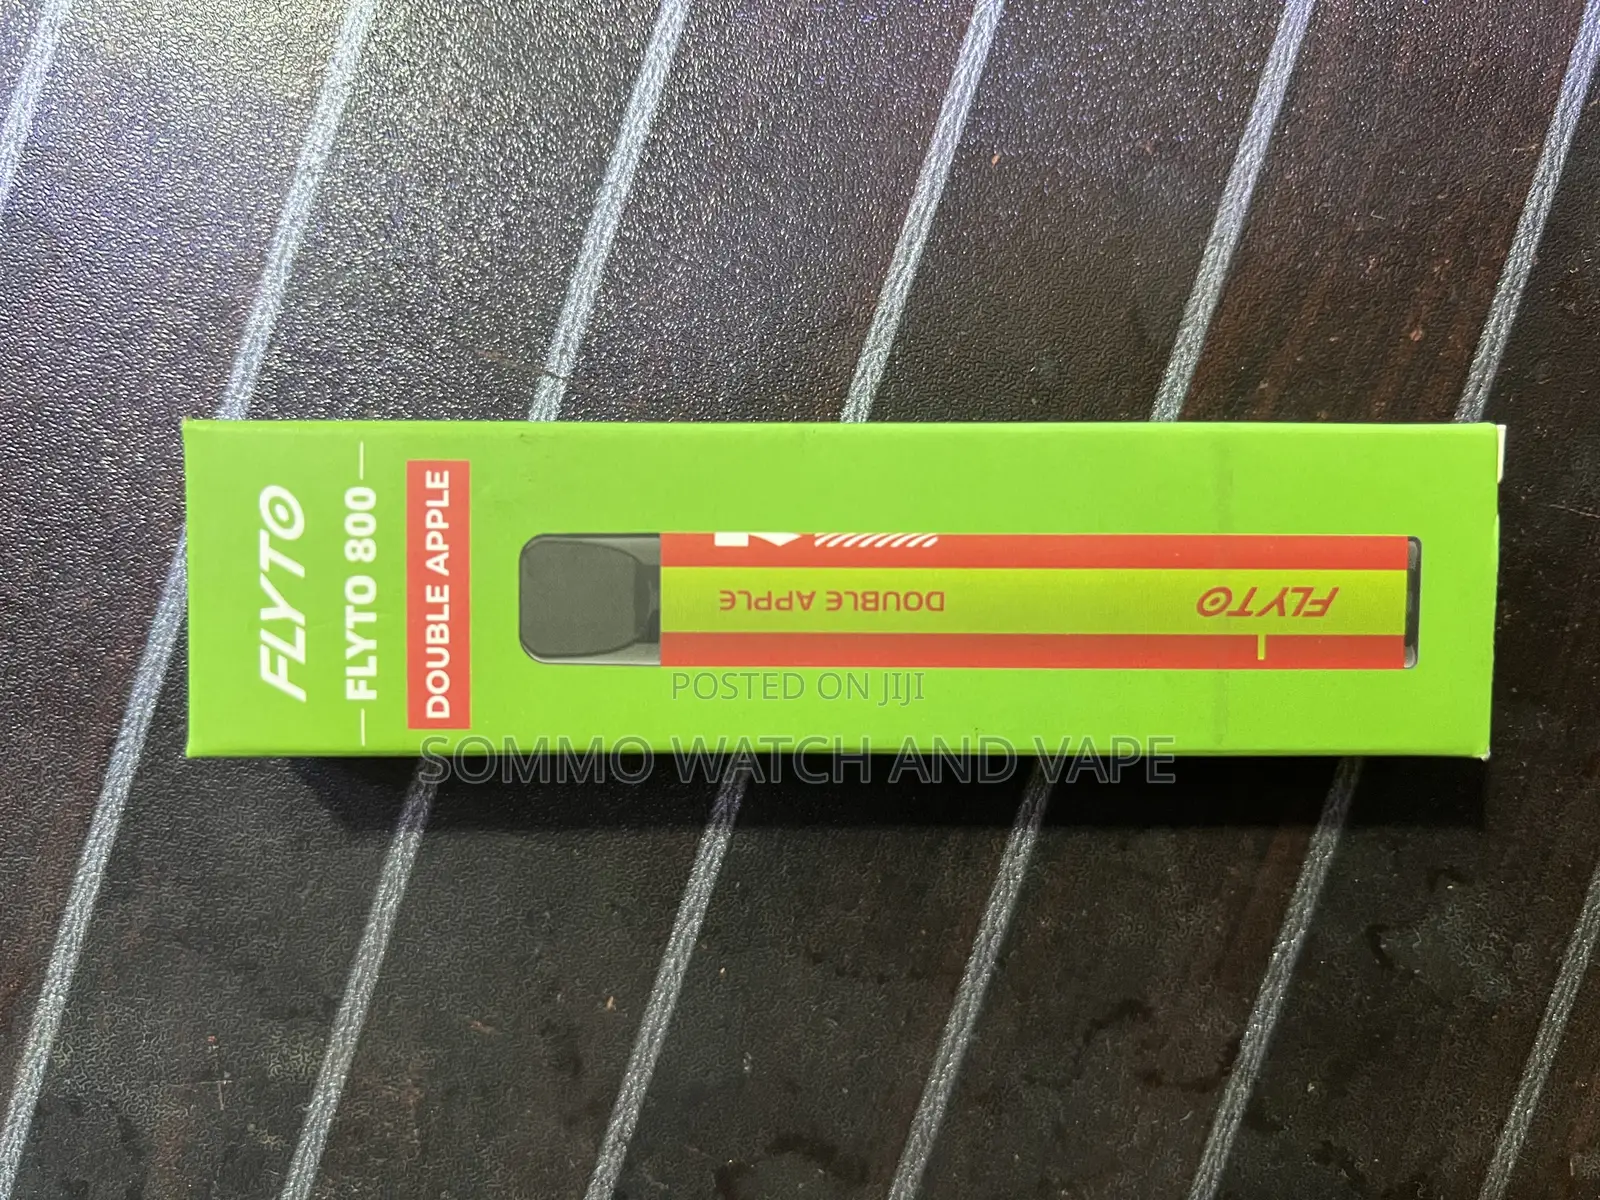 FLYTO
FLYTO 800
DOUBLE APPLE
DOUBLE APPLE
FLYTO
POSTED ON JIJI
SOMMO WATCH AND VAPE